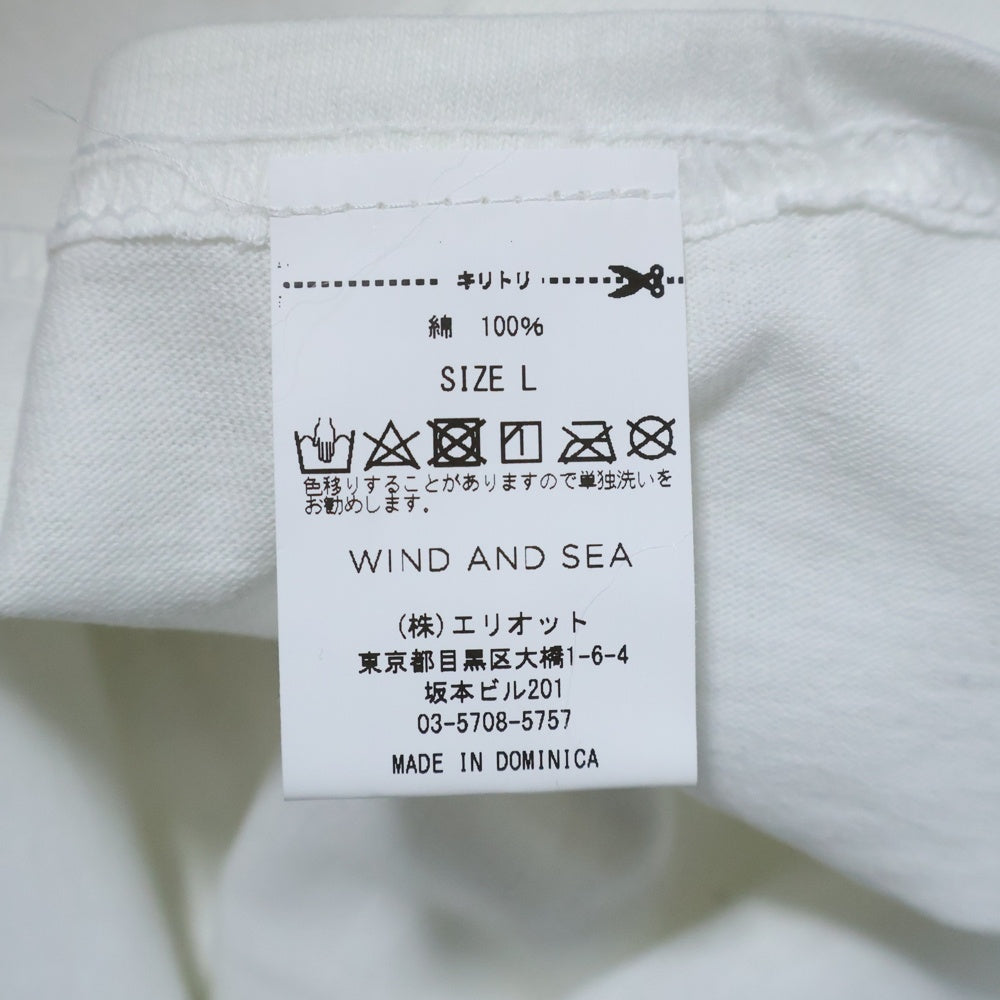 キリトリ
綿 100%
SIZE L
色移りすることがありますので単独洗いを
お勧めします。
WIND AND SEA
(株)エリオット
東京都目黒区大橋1-6-4
坂本ビル201
03-5708-5757
MADE IN DOMINICA